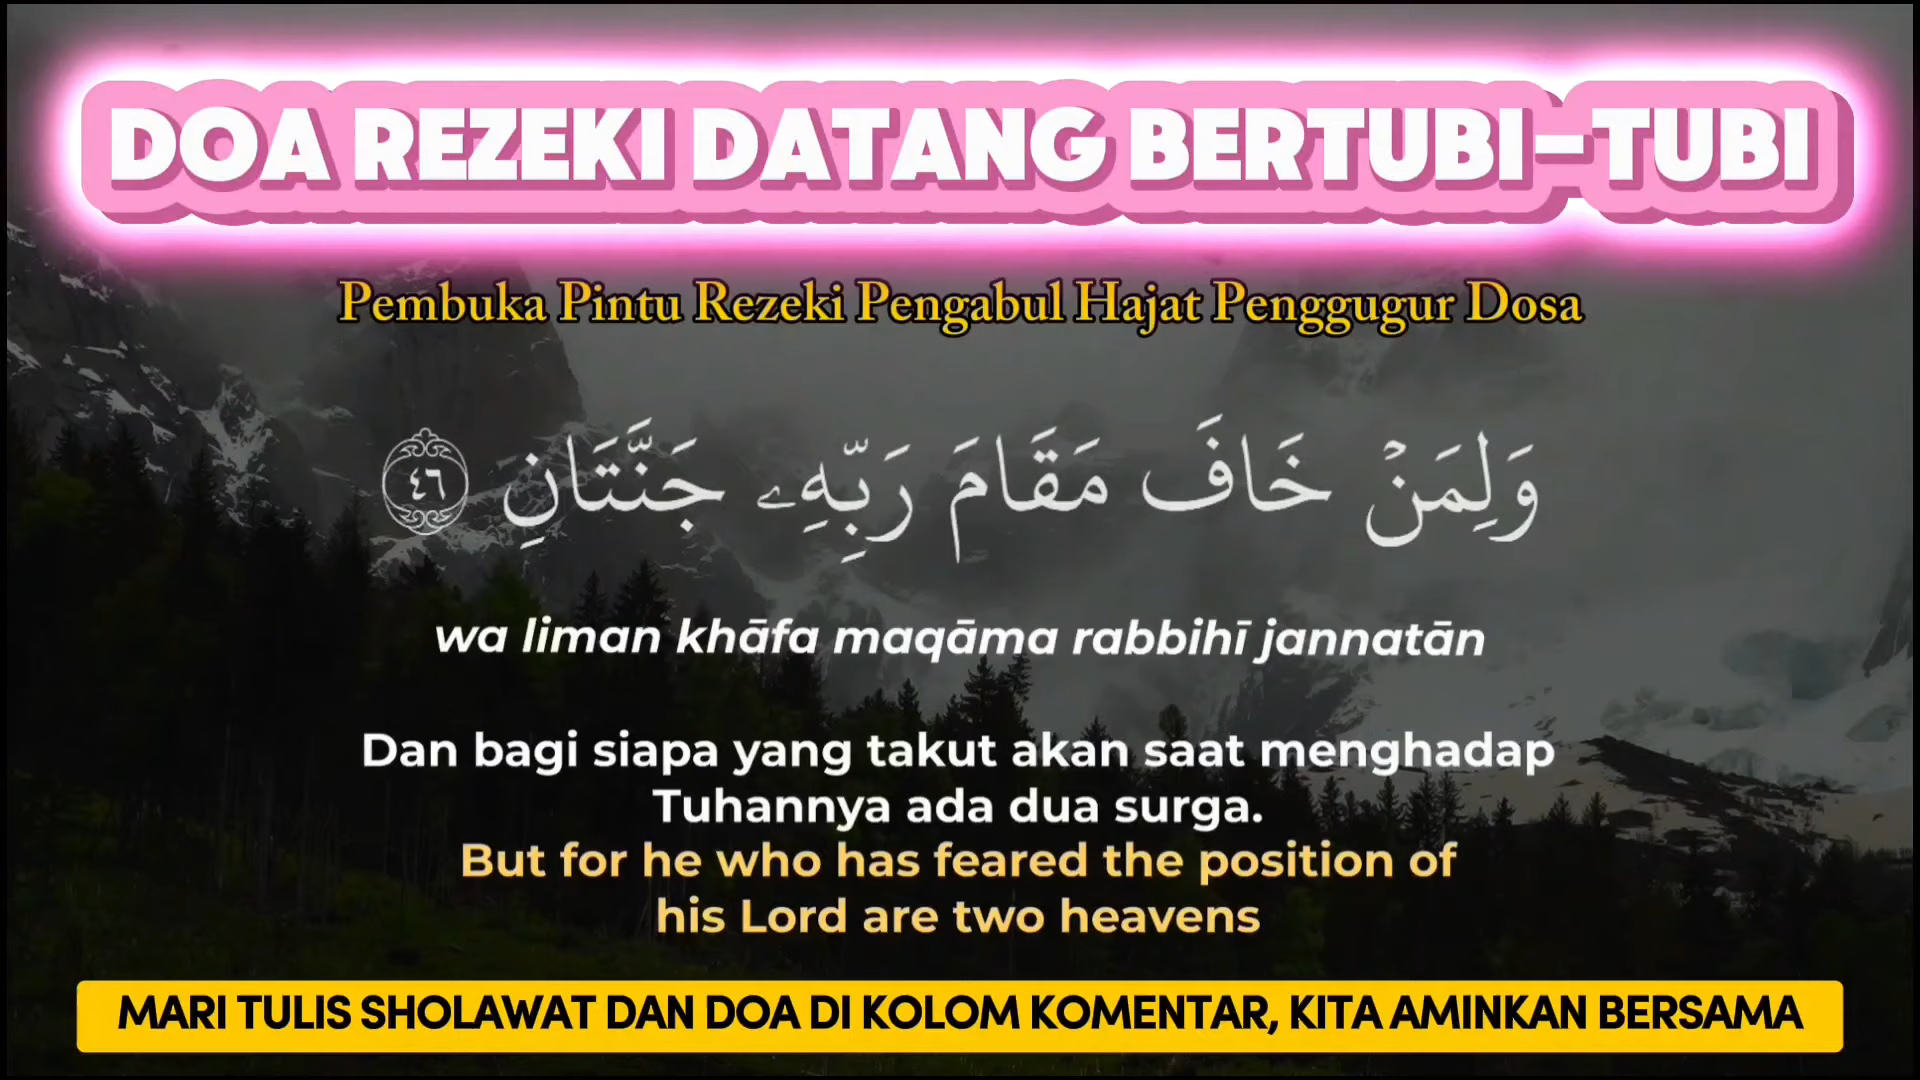 DOA REZEKI DATANG BERTUBI-TUBI
Pembuka Pintu Rezeki Pengabul Hajat Penggugur Dosa
وَلِمَنْ خَافَ مَقَامَ رَبِّهِۦ جَنَّتَانِ ٤٦
wa liman khāfa maqāma rabbihī jannatān
Dan bagi siapa yang takut akan saat menghadap
Tuhannya ada dua surga.
But for he who has feared the position of
his Lord are two heavens
MARI TULIS SHOLAWAT DAN DOA DI KOLOM KOMENTAR, KITA AMINKAN BERSAMA